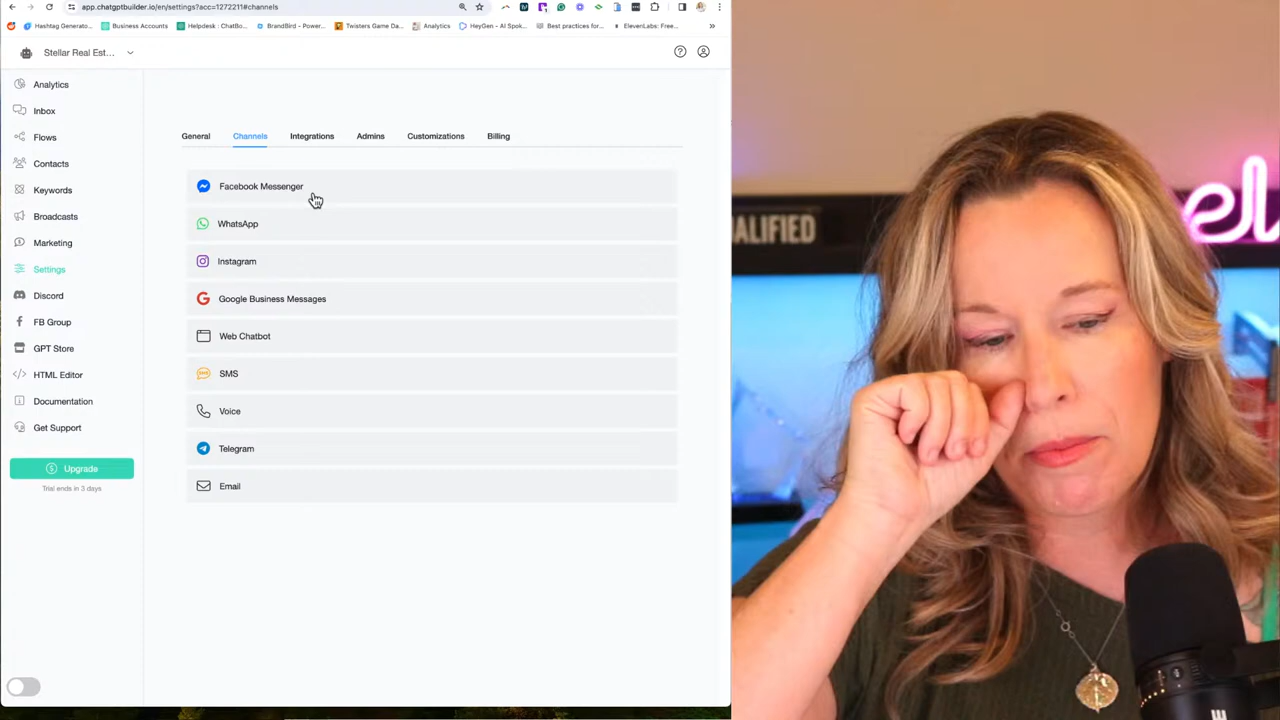 app.chatgptbuilder.io/en/settings?acc=1272211#channels
Hashtag Generato...
Business Accounts
Helpdesk : ChatBo...
BrandBird - Power...
Twisters Game Da...
Analytics
HeyGen - AI Spok...
Best practices for...
ElevenLabs: Free...
Stellar Real Est...
Analytics
Inbox
Flows
Contacts
Keywords
Broadcasts
Marketing
Settings
Discord
FB Group
GPT Store
HTML Editor
Documentation
Get Support
Upgrade
Trial ends in 3 days
General Channels Integrations Admins Customizations Billing
Facebook Messenger
WhatsApp
Instagram
Google Business Messages
Web Chatbot
SMS
Voice
Telegram
Email
ALIFIED
el